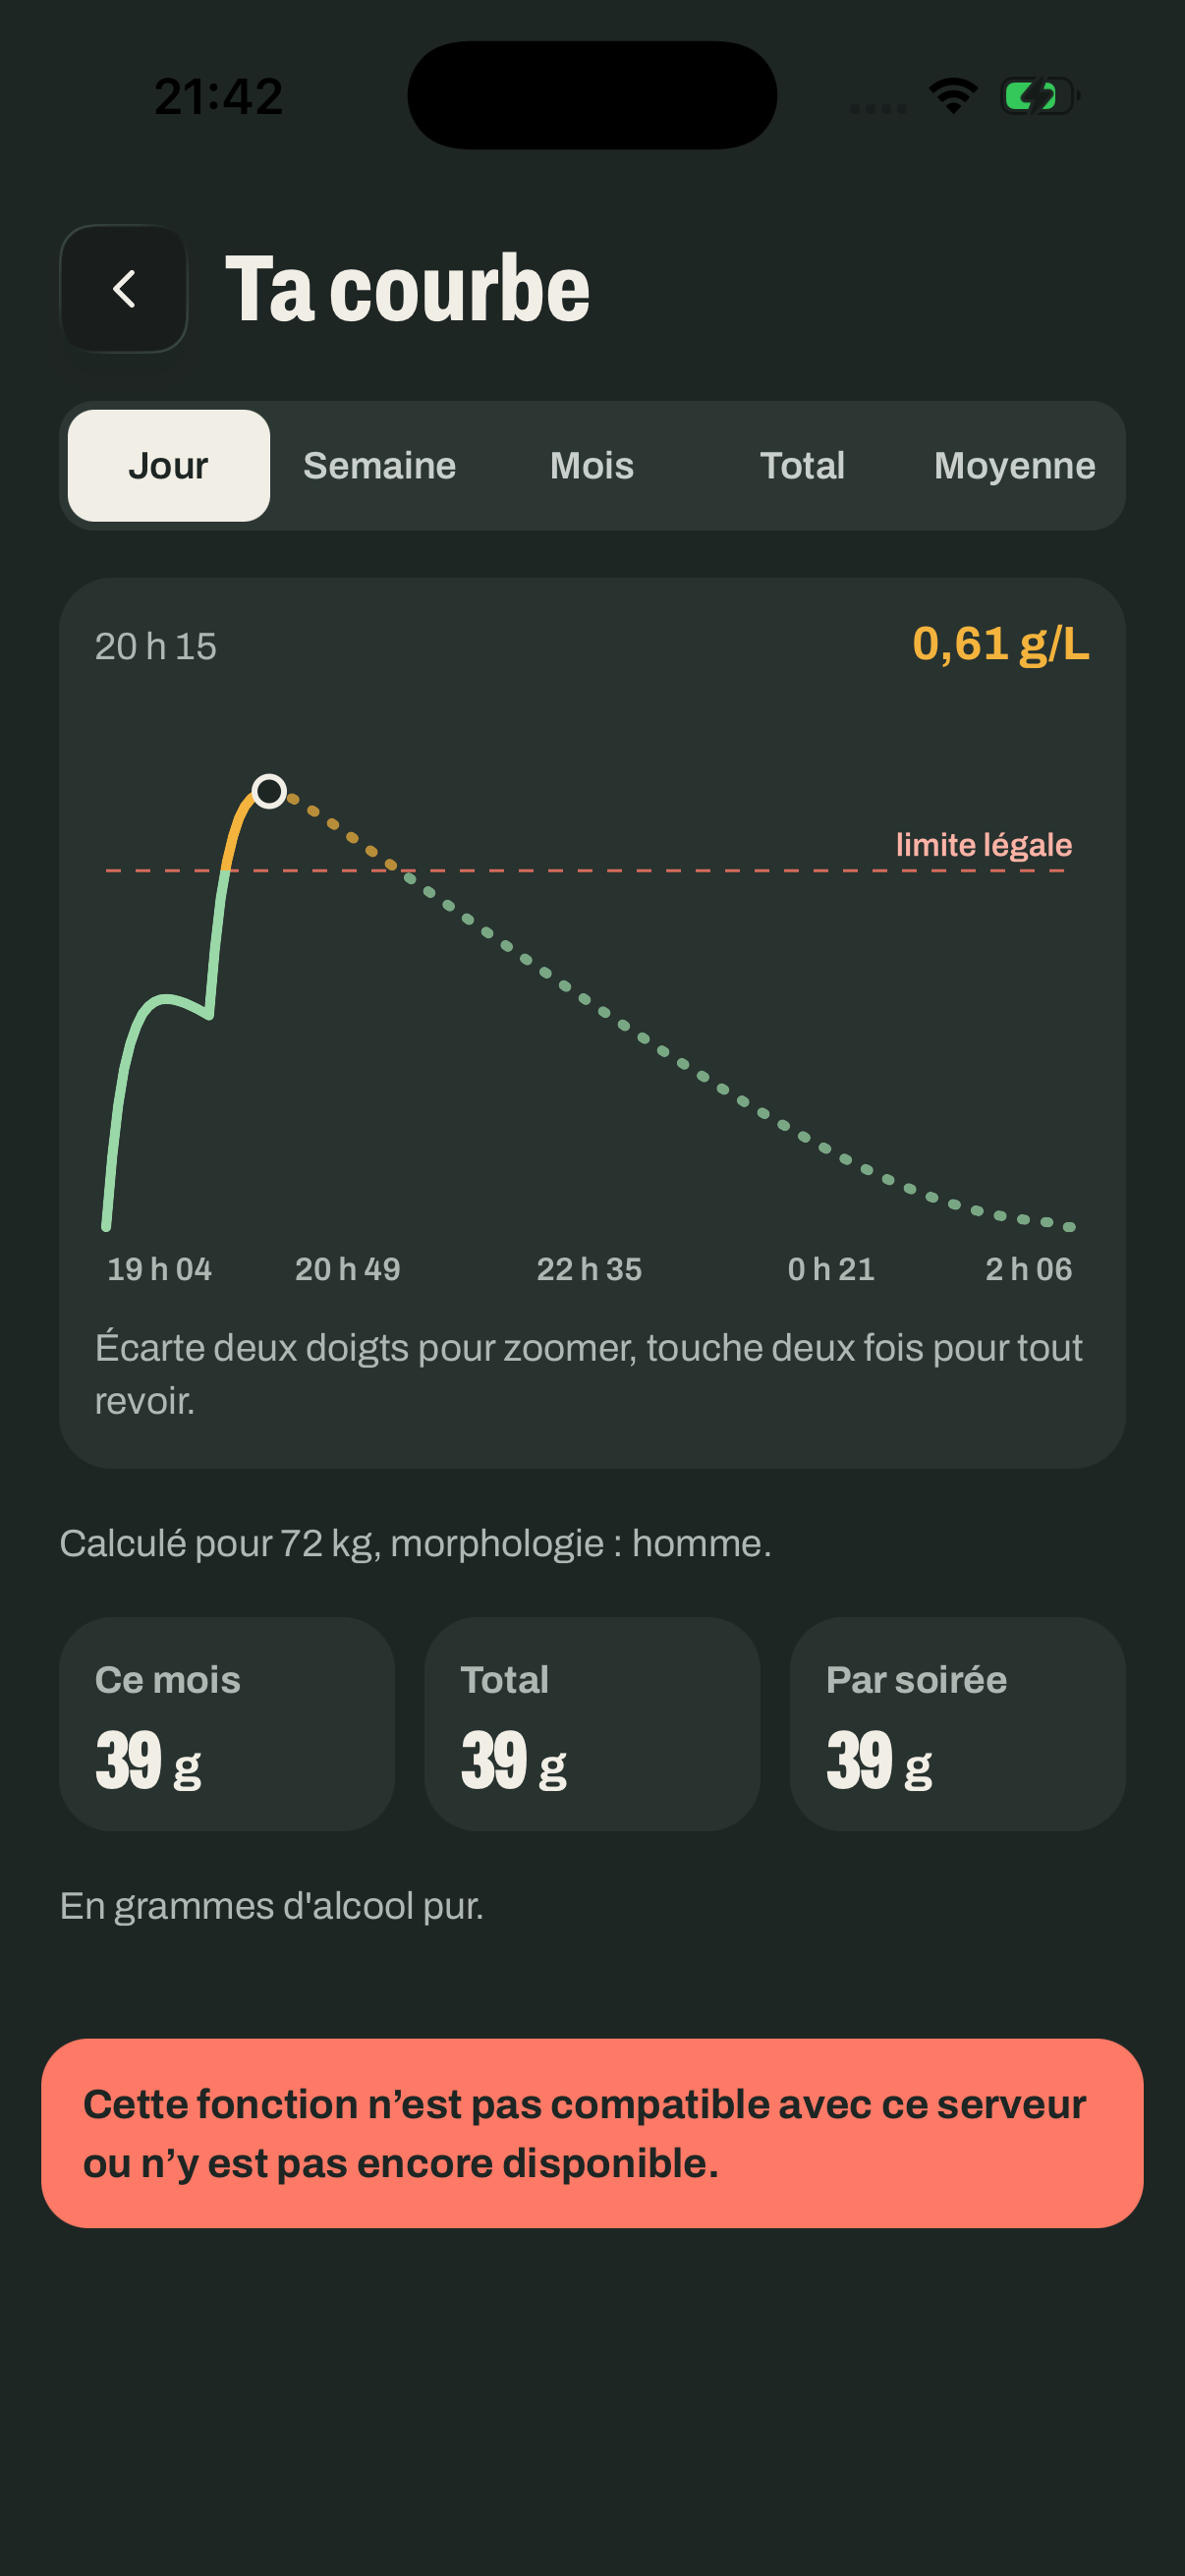 21:42
Ta courbe
Jour Semaine Mois Total Moyenne
20 h 15 0,61 g/L
limite légale
19 h 04 20 h 49 22 h 35 0 h 21 2 h 06
Écarte deux doigts pour zoomer, touche deux fois pour tout
revoir.
Calculé pour 72 kg, morphologie : homme.
Ce mois Total Par soirée
39 g 39 g 39 g
En grammes d'alcool pur.
Cette fonction n’est pas compatible avec ce serveur
ou n’y est pas encore disponible.